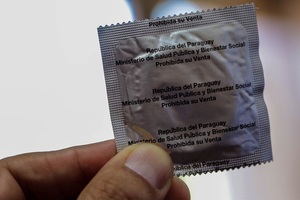 Prohibida su Venta
República del Paraguay
Ministerio de Salud Pública y Bienestar Social
Prohibida su Venta
República del Paraguay
Ministerio de Salud Pública y Bienestar Social
Prohibida su Venta
República del Paraguay
Ministerio de Salud Pública y Bienestar Social
Prohibida su Venta